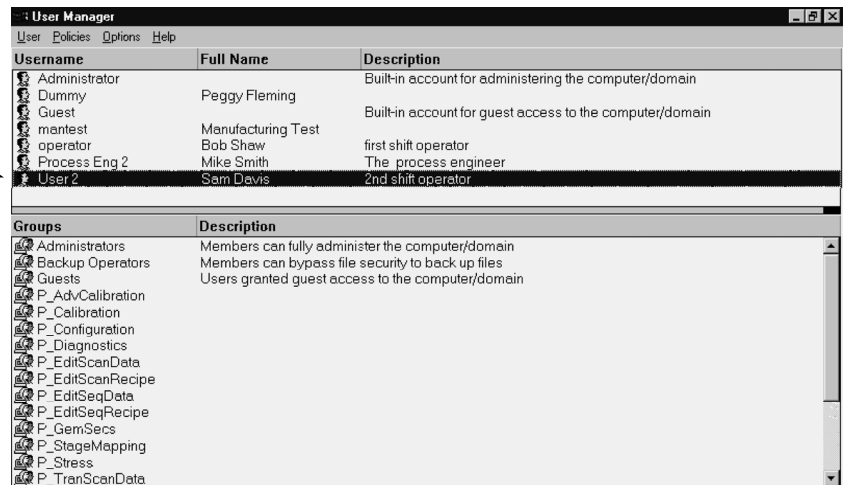 User Manager
User Policies Options Help
Username Full Name Description
Administrator Built-in account for administering the computer/domain
Dummy Peggy Fleming
Guest Built-in account for guest access to the computer/domain
mantest Manufacturing Test
operator Bob Shaw first shift operator
Process Eng 2 Mike Smith The process engineer
User 2 Sam Davis 2nd shift operator
Groups Description
Administrators Members can fully administer the computer/domain
Backup Operators Members can bypass file security to back up files
Guests Users granted guest access to the computer/domain
P_AdvCalibration
P_Calibration
P_Configuration
P_Diagnostics
P_EditScanData
P_EditScanRecipe
P_EditSeqData
P_EditSeqRecipe
P_GemSecs
P_StageMapping
P_Stress
P_TranScanData